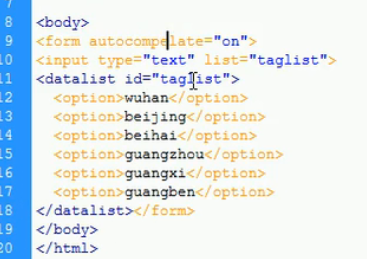 8 <body>
9 <form autocompelate="on">
10 <input type="text" list="taglist">
11 <datalist id="taglist">
12 <option>wuhan</option>
13 <option>beijing</option>
14 <option>beihai</option>
15 <option>guangzhou</option>
16 <option>guangxi</option>
17 <option>guangben</option>
18 </datalist></form>
19 </body>
20 </html>